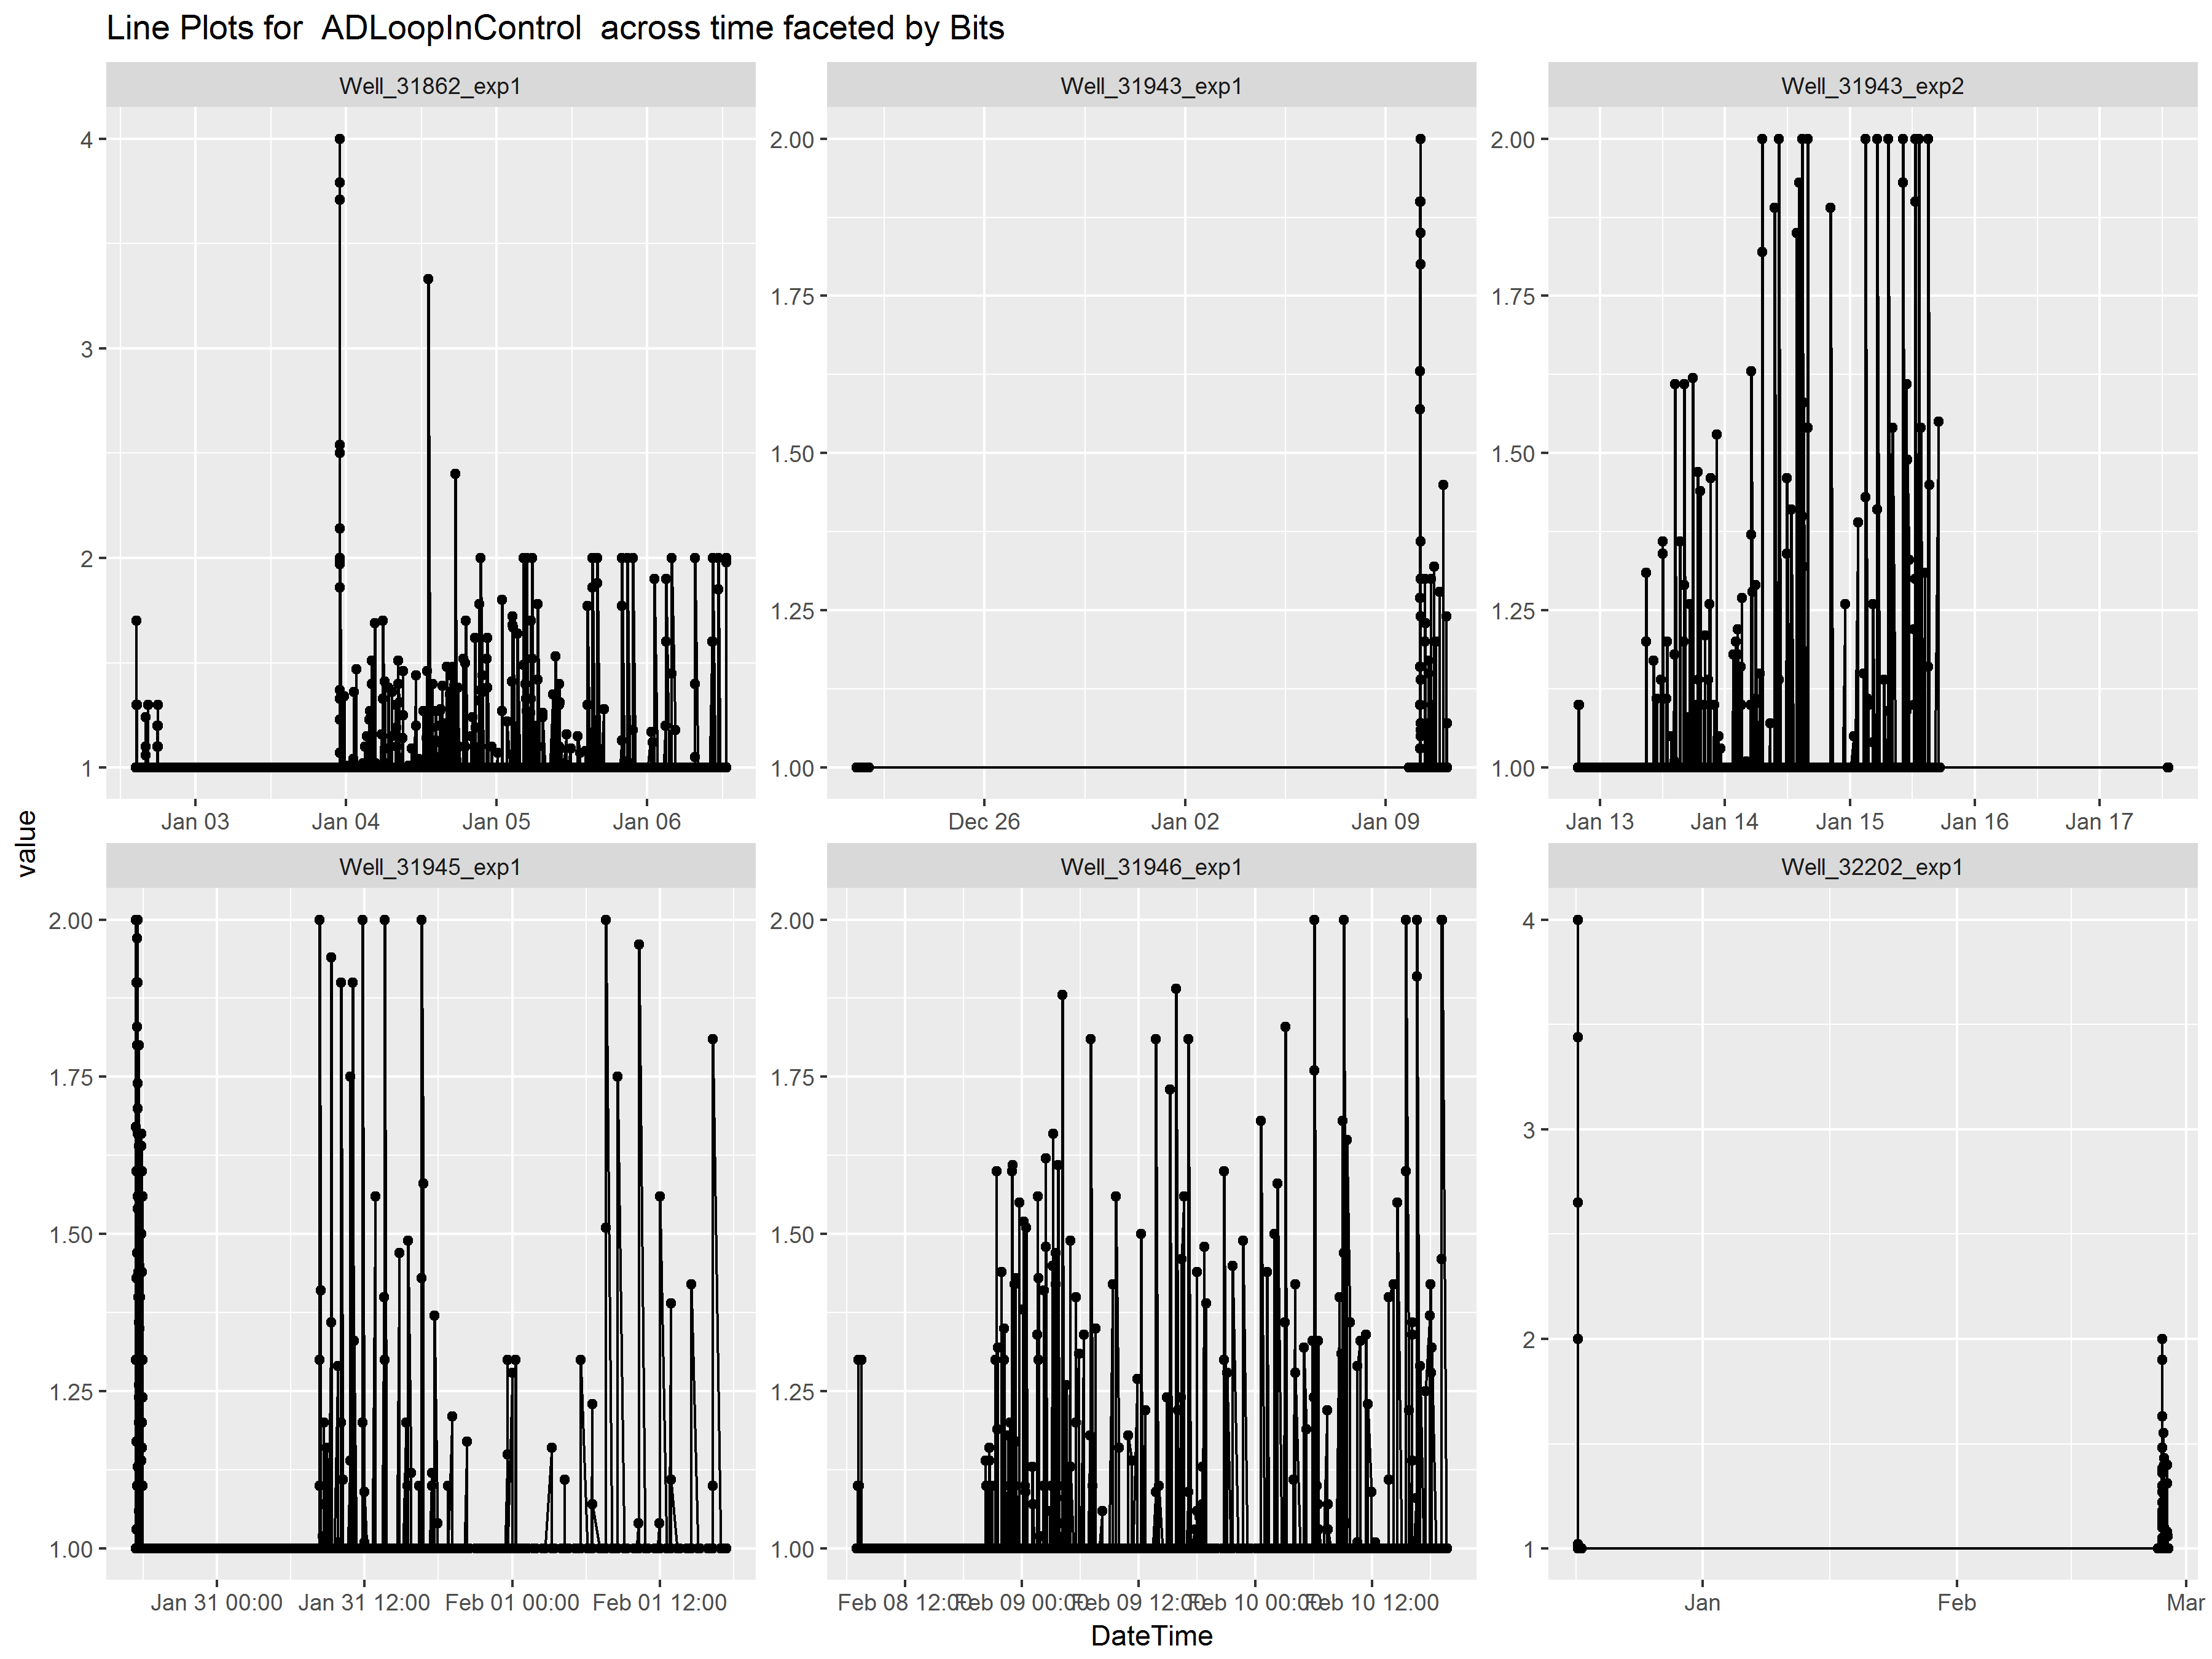 Line Plots for  ADLoopInControl  across time faceted by Bits
Well_31862_exp1
Well_31943_exp1
Well_31943_exp2
4
3
2
1
2.00
1.75
1.50
1.25
1.00
2.00
1.75
1.50
1.25
1.00
Jan 03 Jan 04 Jan 05 Jan 06
Dec 26 Jan 02 Jan 09
Jan 13 Jan 14 Jan 15 Jan 16 Jan 17
value
Well_31945_exp1
Well_31946_exp1
Well_32202_exp1
2.00
1.75
1.50
1.25
1.00
2.00
1.75
1.50
1.25
1.00
4
3
2
1
Jan 31 00:00 Jan 31 12:00 Feb 01 00:00 Feb 01 12:00
Feb 08 12:00 Feb 09 00:00 Feb 09 12:00 Feb 10 00:00 Feb 10 12:00
Jan Feb Mar
DateTime